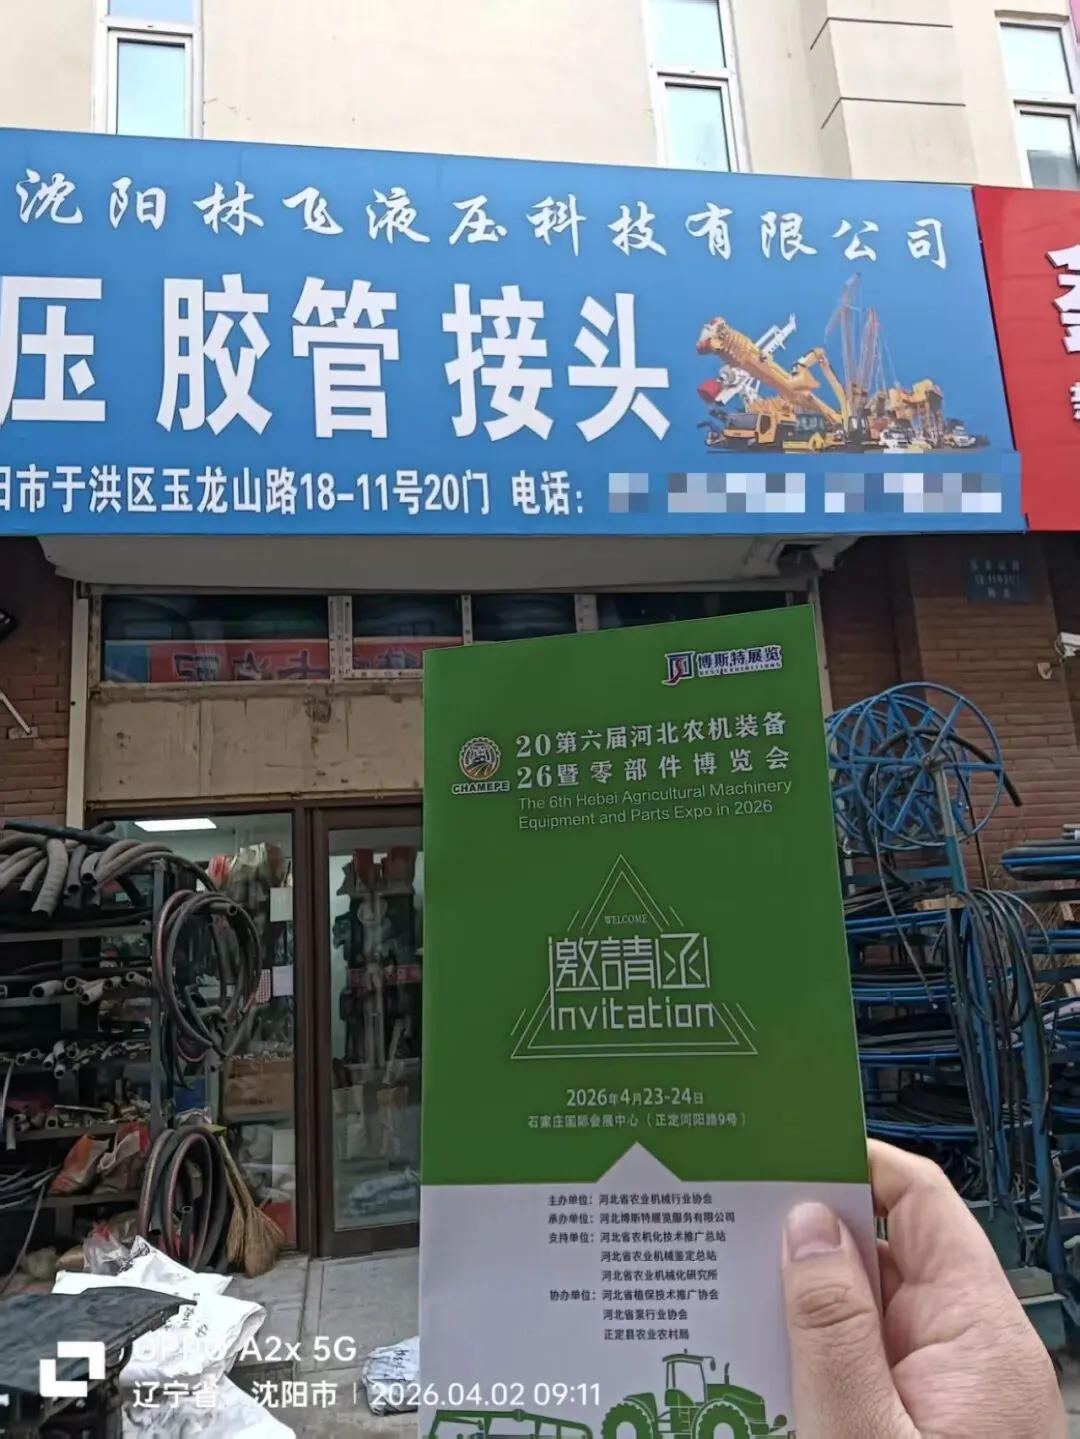 沈阳林飞液压科技有限公司
压 胶管 接头
阳市于洪区玉龙山路18-11号20门 电话：
博斯特展览
BEST EXHIBITIONS
CHAMEPE
2026第六届河北农机装备
暨零部件博览会
The 6th Hebei Agricultural Machinery
Equipment and Parts Expo in 2026
WELCOME
邀請函
Invitation
2026年4月23-24日
石家庄国际会展中心（正定河阳路9号）
主办单位：河北省农业机械行业协会
承办单位：河北博斯特展览服务有限公司
支持单位：河北省农机化技术推广总站
河北省农业机械鉴定总站
河北省农业机械化研究所
协办单位：河北省植保技术推广协会
河北省泵行业协会
正定县农业农村局
OPPO A2x 5G
辽宁省，沈阳市 | 2026.04.02 09:11